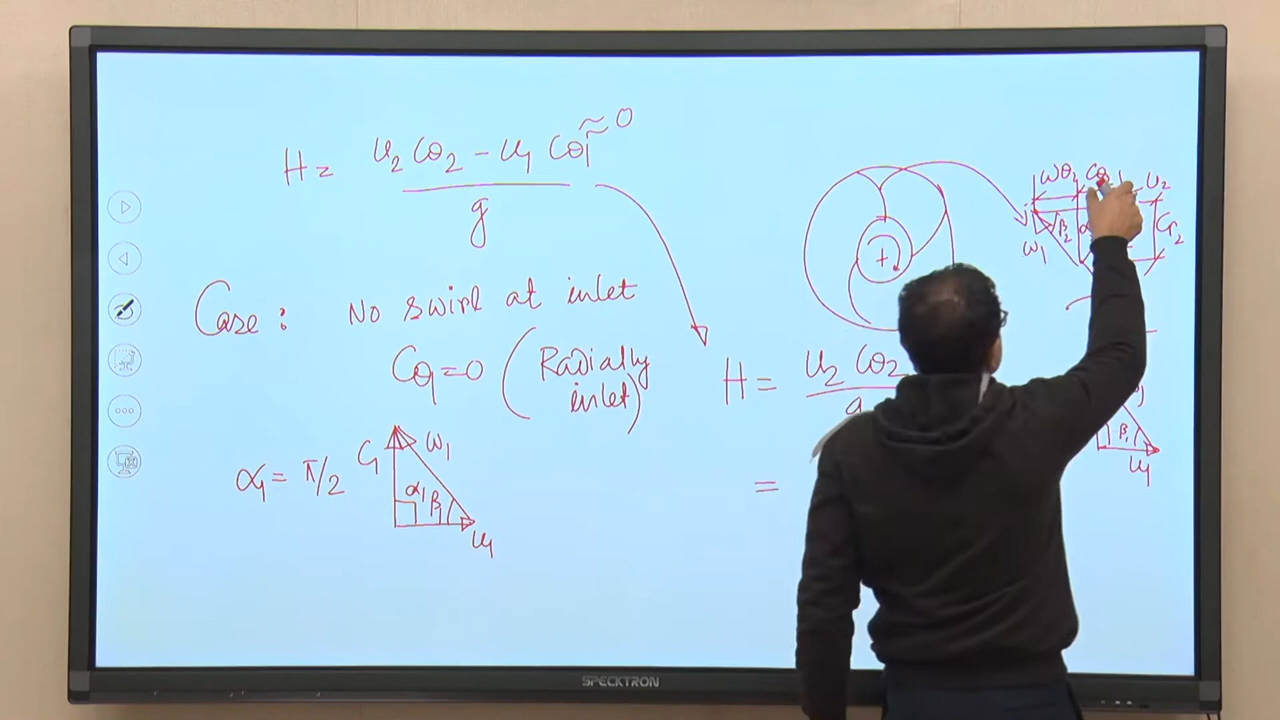 H = U₂ Cθ₂ - U₁ Cθ₁ ≈ 0
g
Case : No swirl at inlet
Cθ₁ = 0 (Radially inlet)
α₁ = π/2
C₁ W₁
α₁ β₁
U₁
H = U₂ Cθ₂
g
=
Wθ₂ Cθ₂ U₂
W₁ β₂ Cr₂
+
β₁
U₁
SPECKTRON